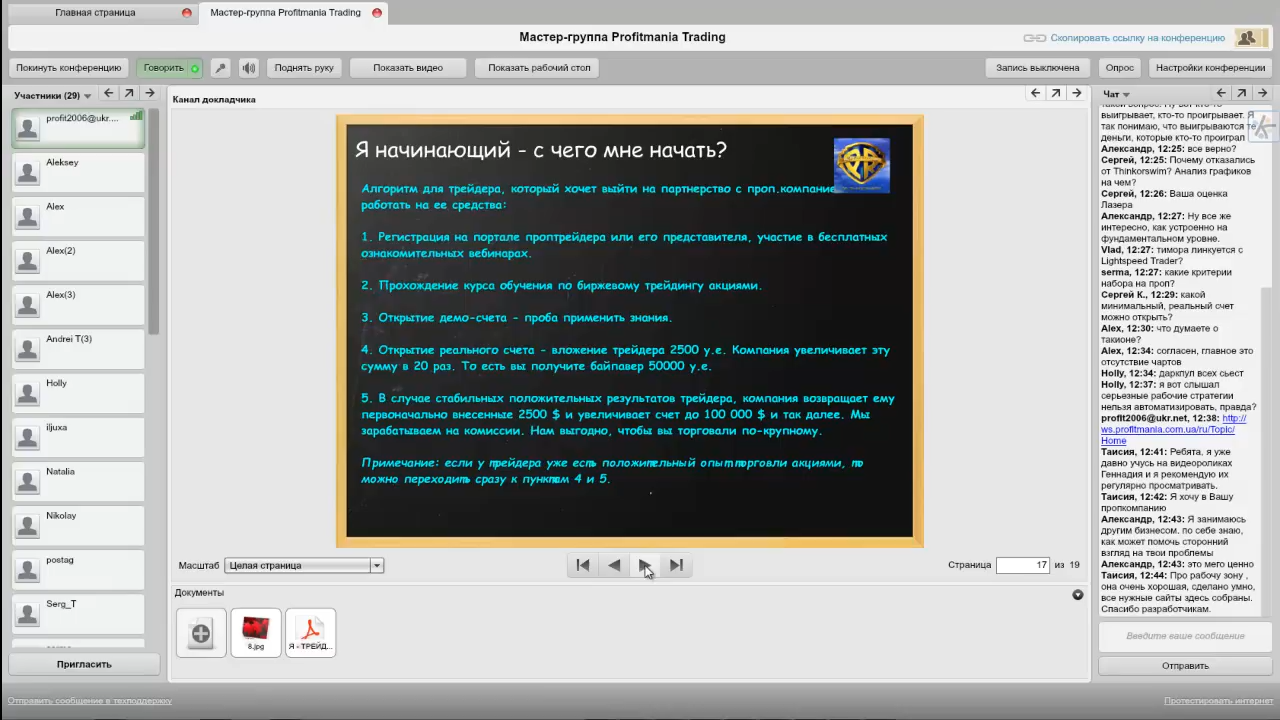 Главная страница
Мастер-группа Profitmania Trading
Мастер-группа Profitmania Trading
Скопировать ссылку на конференцию
Покинуть конференцию
Говорить
Поднять руку
Показать видео
Показать рабочий стол
Запись выключена
Опрос
Настройки конференции
Участники (29)
profit2006@ukr....
Aleksey
Alex
Alex(2)
Alex(3)
Andrei T(3)
Holly
iljuxa
Natalia
Nikolay
postag
Serg_T
Пригласить
Канал докладчика
Я начинающий - с чего мне начать?
Алгоритм для трейдера, который хочет выйти на партнерство с проп.компание
работать на ее средства:
1. Регистрация на портале проптрейдера или его представителя, участие в бесплатных
ознакомительных вебинарах.
2. Прохождение курса обучения по биржевому трейдингу акциями.
3. Открытие демо-счета - проба применить знания.
4. Открытие реального счета - вложение трейдера 2500 у.е. Компания увеличивает эту
сумму в 20 раз. То есть вы получите байпавер 50000 у.е.
5. В случае стабильных положительных результатов трейдера, компания возвращает ему
первоначально внесенные 2500 $ и увеличивает счет до 100 000 $ и так далее. Мы
зарабатываем на комиссии. Нам выгодно, чтобы вы торговали по-крупному.
Примечание: если у трейдера уже есть положительный опыт торговли акциями, то
можно переходить сразу к пунктам 4 и 5.
Масштаб
Целая страница
Страница
17
из 19
Документы
8.jpg
Я - ТРЕЙД...
Чат
такой вопрос. Ну вот кто-то
выигрывает, кто-то проигрывает. Я
так понимаю, что выигрываются те
деньги, которые кто-то проиграл
Александр, 12:25: все верно?
Сергей, 12:25: Почему отказались
от Thinkorswim? Анализ графиков
на чем?
Сергей, 12:26: Ваша оценка
Лазера
Александр, 12:27: Ну все же
интересно, как устроенно на
фундаментальном уровне.
Vlad, 12:27: тимора линкуется с
Lightspeed Trader?
serma, 12:27: какие критерии
набора на проп?
Сергей К., 12:29: какой
минимальный, реальный счет
можно открыть?
Alex, 12:30: что думаете о
такионе?
Alex, 12:34: согласен, главное это
отсутствие чартов
Holly, 12:34: даркпул всех сьест
Holly, 12:37: я вот слышал
серьезные рабочие стратегии
нельзя автоматизировать, правда?
profit2006@ukr.net, 12:38: http://
ws.profitmania.com.ua/ru/Topic/
Home
Таисия, 12:41: Ребята, я уже
давно учусь на видеороликах
Геннадия и я рекомендую их
регулярно просматривать.
Таисия, 12:42: Я хочу в Вашу
пропкомпанию
Александр, 12:43: Я занимаюсь
другим бизнесом. по себе знаю,
как может помочь сторонний
взгляд на твои проблемы
Александр, 12:43: это мего ценно
Таисия, 12:44: Про рабочу зону ,
она очень хорошая, сделано умно,
все нужные сайты здесь собраны.
Спасибо разработчикам.
Введите ваше сообщение
Отправить
Отправить сообщение в техподдержку
Протестировать интернет